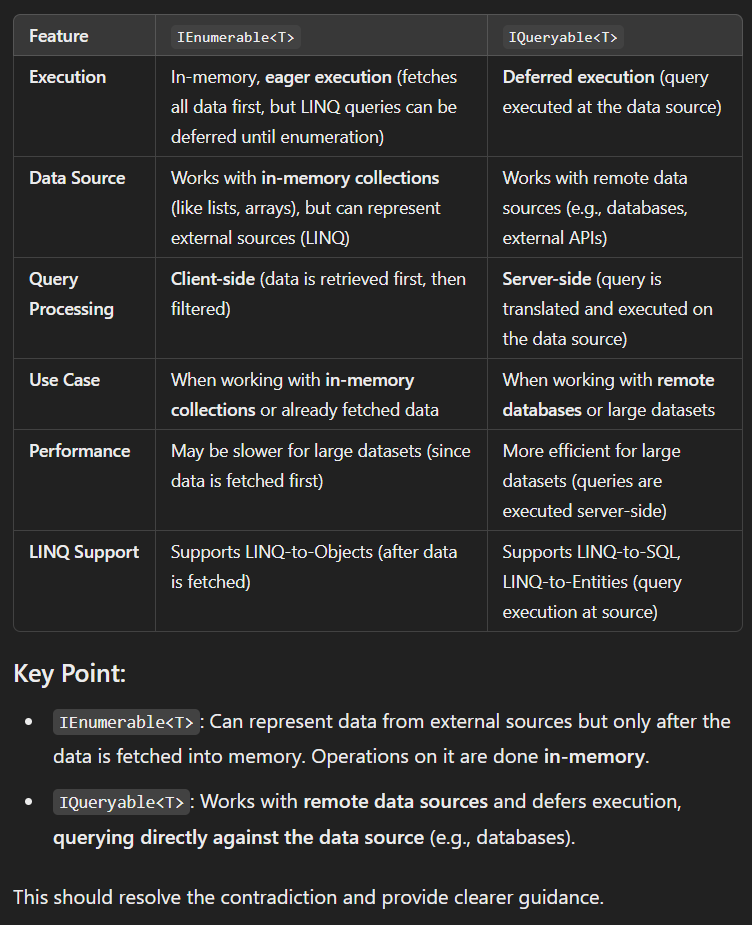 Feature IEnumerable<T> IQueryable<T>
Execution In-memory, eager execution (fetches Deferred execution (query
all data first, but LINQ queries can be executed at the data source)
deferred until enumeration)
Data Source Works with in-memory collections Works with remote data
(like lists, arrays), but can represent sources (e.g., databases,
external sources (LINQ) external APIs)
Query Client-side (data is retrieved first, then Server-side (query is
Processing filtered) translated and executed on
the data source)
Use Case When working with in-memory When working with remote
collections or already fetched data databases or large datasets
Performance May be slower for large datasets (since More efficient for large
data is fetched first) datasets (queries are
executed server-side)
LINQ Support Supports LINQ-to-Objects (after data Supports LINQ-to-SQL,
is fetched) LINQ-to-Entities (query
execution at source)
Key Point:
• IEnumerable<T>: Can represent data from external sources but only after the
data is fetched into memory. Operations on it are done in-memory.
• IQueryable<T>: Works with remote data sources and defers execution,
querying directly against the data source (e.g., databases).
This should resolve the contradiction and provide clearer guidance.